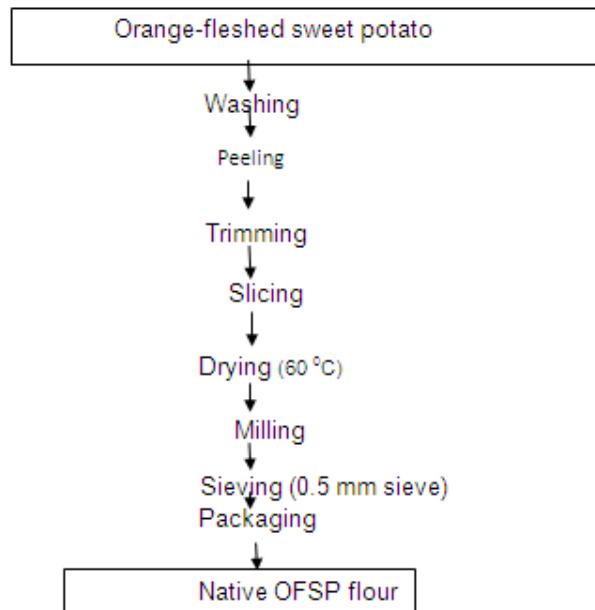 Orange-fleshed sweet potato
Washing
Peeling
Trimming
Slicing
Drying (60 °C)
Milling
Sieving (0.5 mm sieve)
Packaging
Native OFSP flour